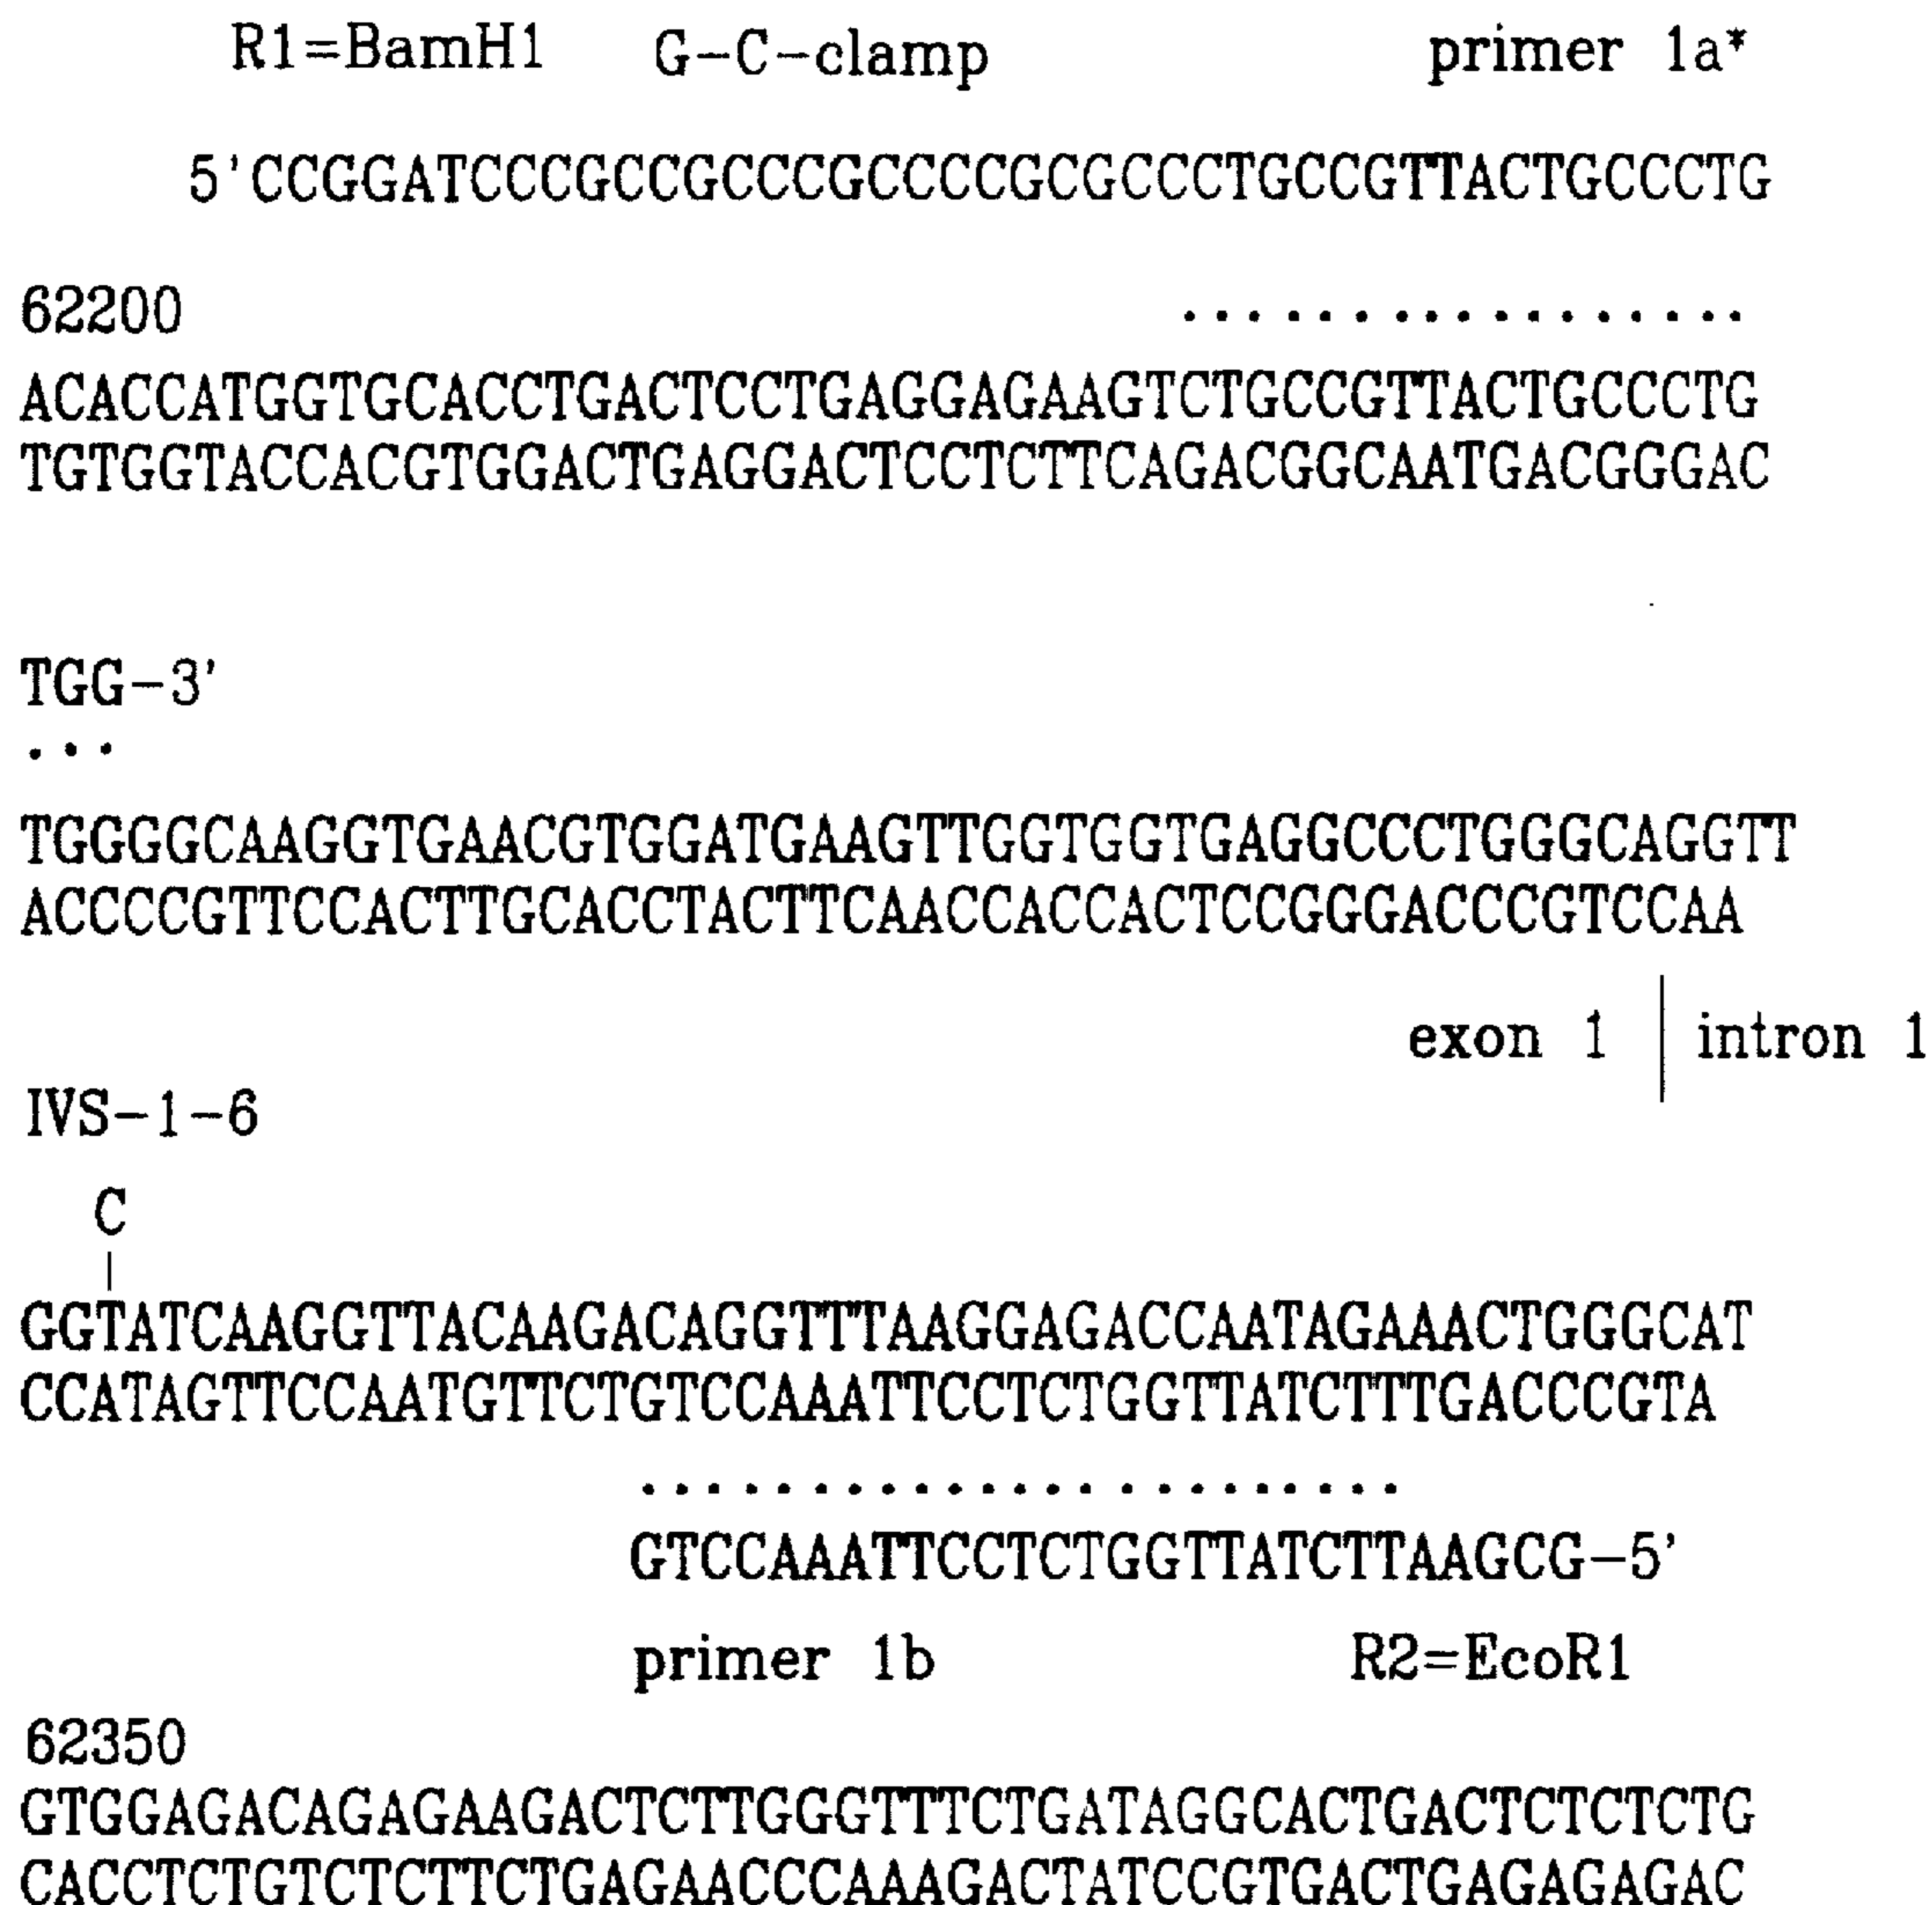 R1=BamH1 G-C-clamp primer 1a*
5'CCGGATCCCGCCGCCCGCCCCGCGCCCTGCCGTTACTGCCCTG
62200 .................
ACACCATGGTGCACCTGACTCCTGAGGAGAAGTCTGCCGTTACTGCCCTG
TGTGGTACCACGTGGACTGAGGACTCCTCTTCAGACGGCAATGACGGGAC
TGG-3'
...
TGGGGCAAGGTGAACGTGGATGAAGTTGGTGGTGAGGCCCTGGGCAGGTT
ACCCCGTTCCACTTGCACCTACTTCAACCACCACTCCGGGACCCGTCCAA
exon 1 | intron 1
IVS-1-6
C
|
GGTATCAAGGTTACAAGACAGGTTTAAGGAGACCAATAGAAACTGGGCAT
CCATAGTTCCAATGTTCTGTCCAAATTCCTCTGGTTATCTTTGACCCGTA
.......................
GTCCAAATTCCTCTGGTTATCTTAAGCG-5'
primer 1b R2=EcoR1
62350
GTGGAGACAGAGAAGACTCTTGGGTTTCTGATAGGCACTGACTCTCTCTG
CACCTCTGTCTCTTCTGAGAACCCAAAGACTATCCGTGACTGAGAGAGAC